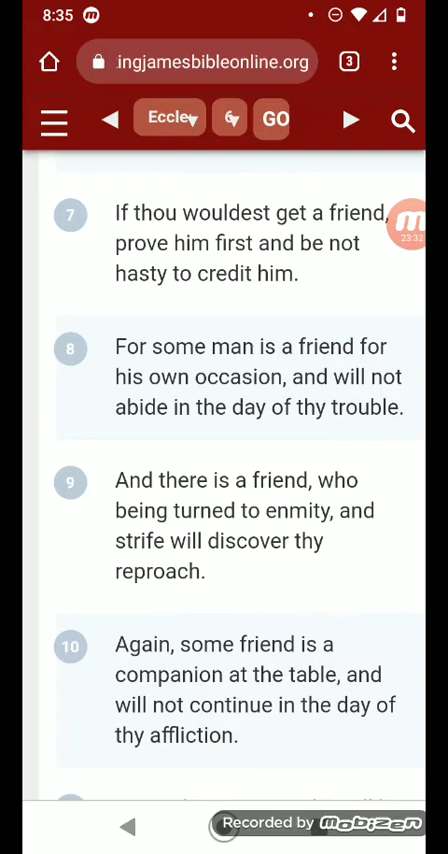 8:35
3
.ingjamesbibleonline.org
Eccle
6
GO
7
If thou wouldest get a friend,
prove him first and be not
hasty to credit him.
23:32
8
For some man is a friend for
his own occasion, and will not
abide in the day of thy trouble.
9
And there is a friend, who
being turned to enmity, and
strife will discover thy
reproach.
10
Again, some friend is a
companion at the table, and
will not continue in the day of
thy affliction.
Recorded by mobizen